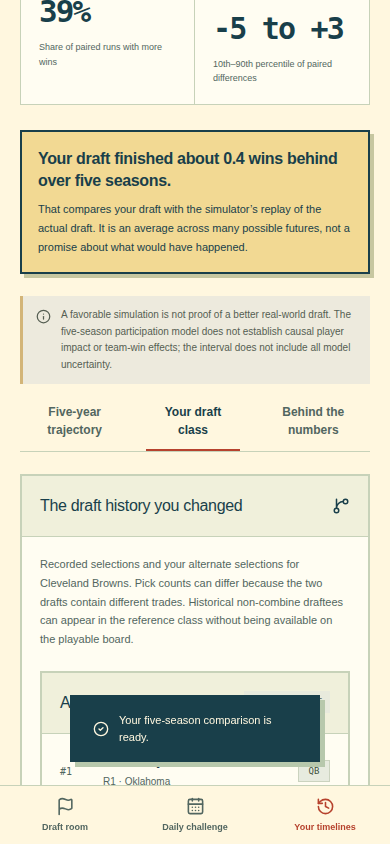 39%
Share of paired runs with more
wins
-5 to +3
10th–90th percentile of paired
differences
Your draft finished about 0.4 wins behind
over five seasons.
That compares your draft with the simulator's replay of the
actual draft. It is an average across many possible futures, not a
promise about what would have happened.
A favorable simulation is not proof of a better real-world draft. The
five-season participation model does not establish causal player
impact or team-win effects; the interval does not include all model
uncertainty.
Five-year
trajectory
Your draft
class
Behind the
numbers
The draft history you changed
Recorded selections and your alternate selections for
Cleveland Browns. Pick counts can differ because the two
drafts contain different trades. Historical non-combine draftees
can appear in the reference class without being available on
the playable board.
Your five-season comparison is
ready.
#1
R1 · Oklahoma
QB
Draft room
Daily challenge
Your timelines